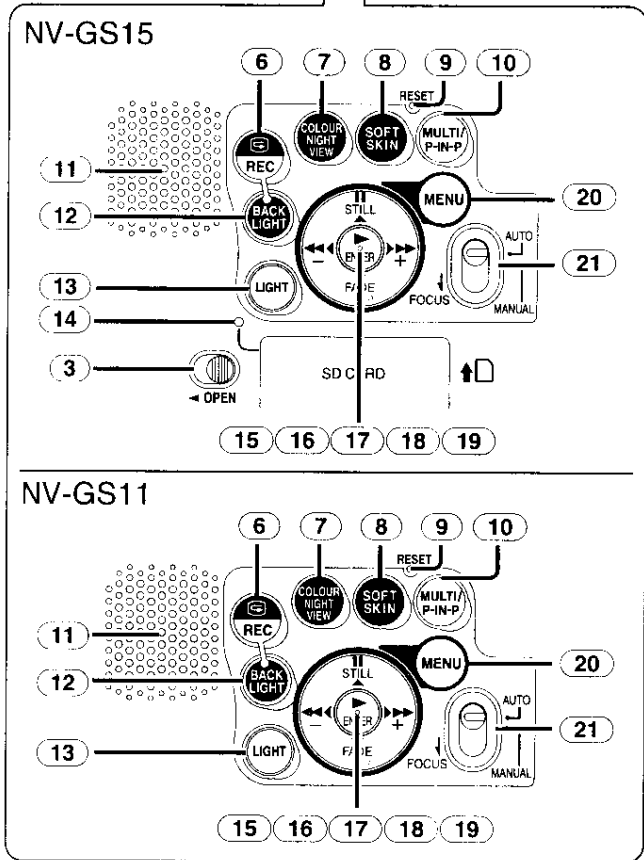 NV-GS15
6 7 8 9 10
RESET
COLOUR NIGHT VIEW
SOFT SKIN
MULTI/ P-IN-P
REC
11
12
BACK LIGHT
STILL
MENU
20
ENTER
− +
AUTO
21
13
LIGHT
FADE
FOCUS
MANUAL
14
3
SD CARD
◄ OPEN
15 16 17 18 19
NV-GS11
6 7 8 9 10
RESET
COLOUR NIGHT VIEW
SOFT SKIN
MULTI/ P-IN-P
REC
11
12
BACK LIGHT
STILL
MENU
20
ENTER
− +
AUTO
21
13
LIGHT
FADE
FOCUS
MANUAL
15 16 17 18 19